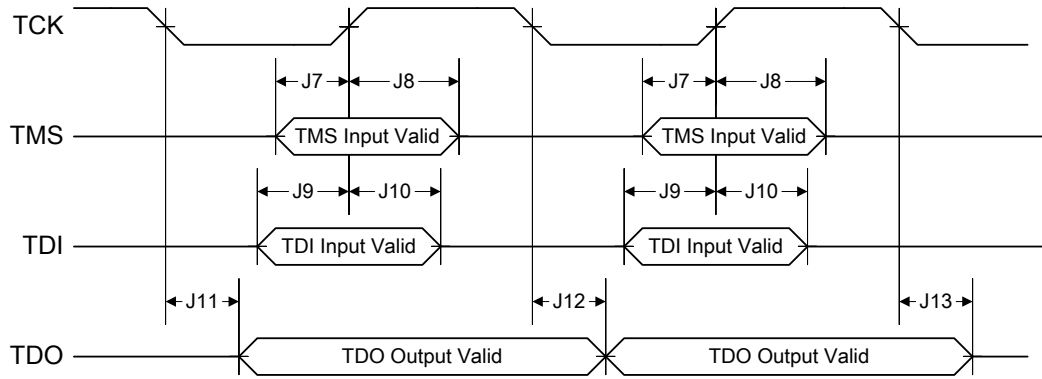 TCK
J7 J8 J7 J8
TMS TMS Input Valid TMS Input Valid
J9 J10 J9 J10
TDI TDI Input Valid TDI Input Valid
J11 J12 J13
TDO TDO Output Valid TDO Output Valid